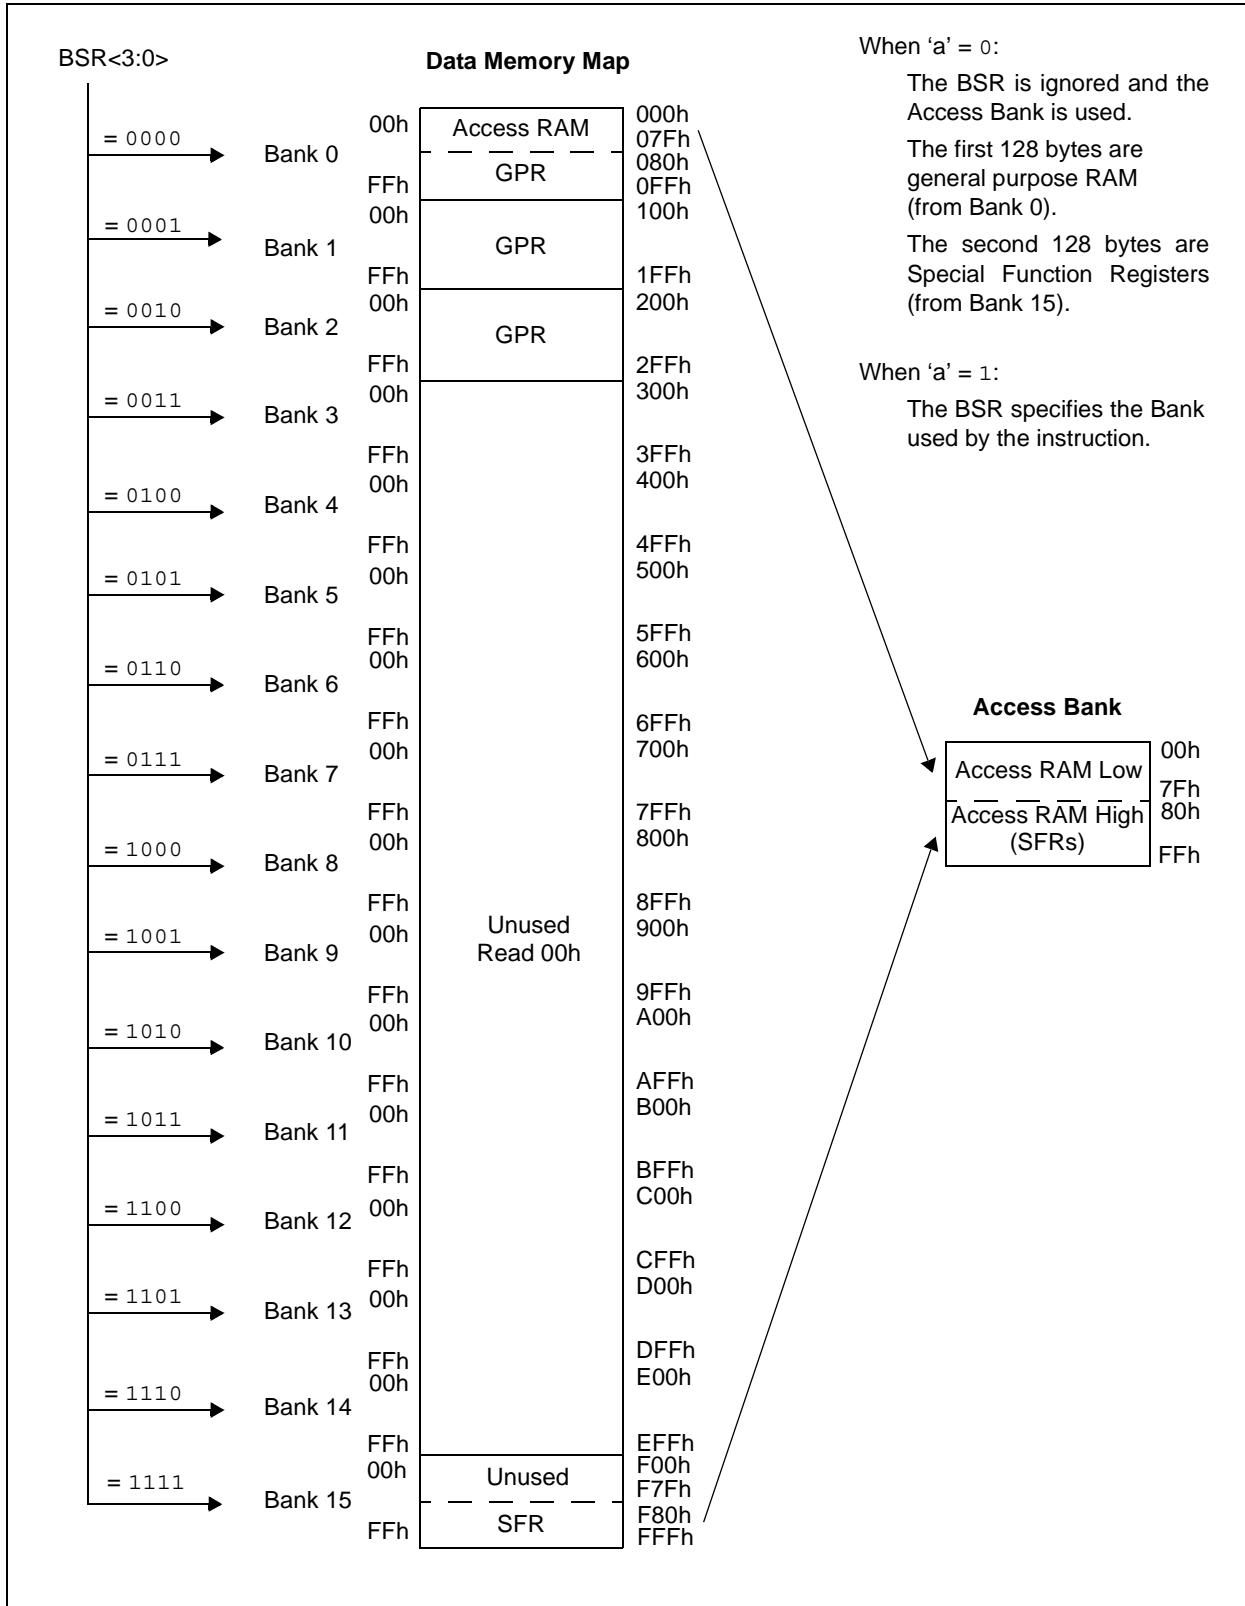 BSR<3:0>
Data Memory Map
= 0000
Bank 0
00h
FFh
Access RAM
GPR
000h
07Fh
080h
0FFh
= 0001
Bank 1
00h
FFh
GPR
100h
1FFh
= 0010
Bank 2
00h
FFh
GPR
200h
2FFh
= 0011
Bank 3
00h
FFh
300h
3FFh
= 0100
Bank 4
00h
FFh
400h
4FFh
= 0101
Bank 5
00h
FFh
500h
5FFh
= 0110
Bank 6
00h
FFh
600h
6FFh
= 0111
Bank 7
00h
FFh
700h
7FFh
= 1000
Bank 8
00h
FFh
800h
8FFh
= 1001
Bank 9
00h
FFh
Unused
Read 00h
900h
9FFh
= 1010
Bank 10
00h
FFh
A00h
AFFh
= 1011
Bank 11
00h
FFh
B00h
BFFh
= 1100
Bank 12
00h
FFh
C00h
CFFh
= 1101
Bank 13
00h
FFh
D00h
DFFh
= 1110
Bank 14
00h
FFh
E00h
EFFh
= 1111
Bank 15
00h
FFh
Unused
SFR
F00h
F7Fh
F80h
FFFh
When ‘a’ = 0:
The BSR is ignored and the
Access Bank is used.
The first 128 bytes are
general purpose RAM
(from Bank 0).
The second 128 bytes are
Special Function Registers
(from Bank 15).
When ‘a’ = 1:
The BSR specifies the Bank
used by the instruction.
Access Bank
Access RAM Low
00h
7Fh
Access RAM High
(SFRs)
80h
FFh